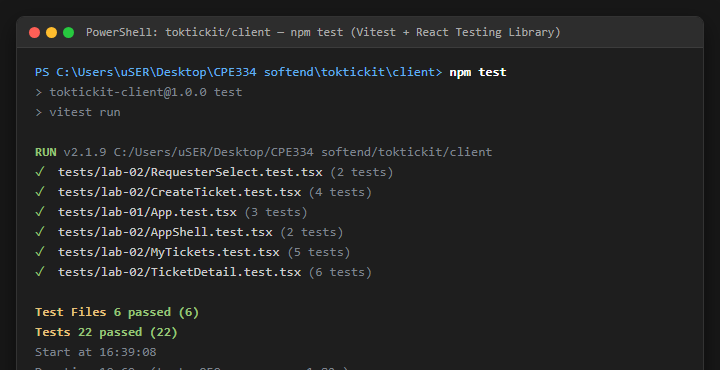 PowerShell: toktickit/client — npm test (Vitest + React Testing Library)
PS C:\Users\uSER\Desktop\CPE334 softend\toktickit\client> npm test
> toktickit-client@1.0.0 test
> vitest run
RUN v2.1.9 C:/Users/uSER/Desktop/CPE334 softend/toktickit/client
✓ tests/lab-02/RequesterSelect.test.tsx (2 tests)
✓ tests/lab-02/CreateTicket.test.tsx (4 tests)
✓ tests/lab-01/App.test.tsx (3 tests)
✓ tests/lab-02/AppShell.test.tsx (2 tests)
✓ tests/lab-02/MyTickets.test.tsx (5 tests)
✓ tests/lab-02/TicketDetail.test.tsx (6 tests)
Test Files 6 passed (6)
Tests 22 passed (22)
Start at 16:39:08